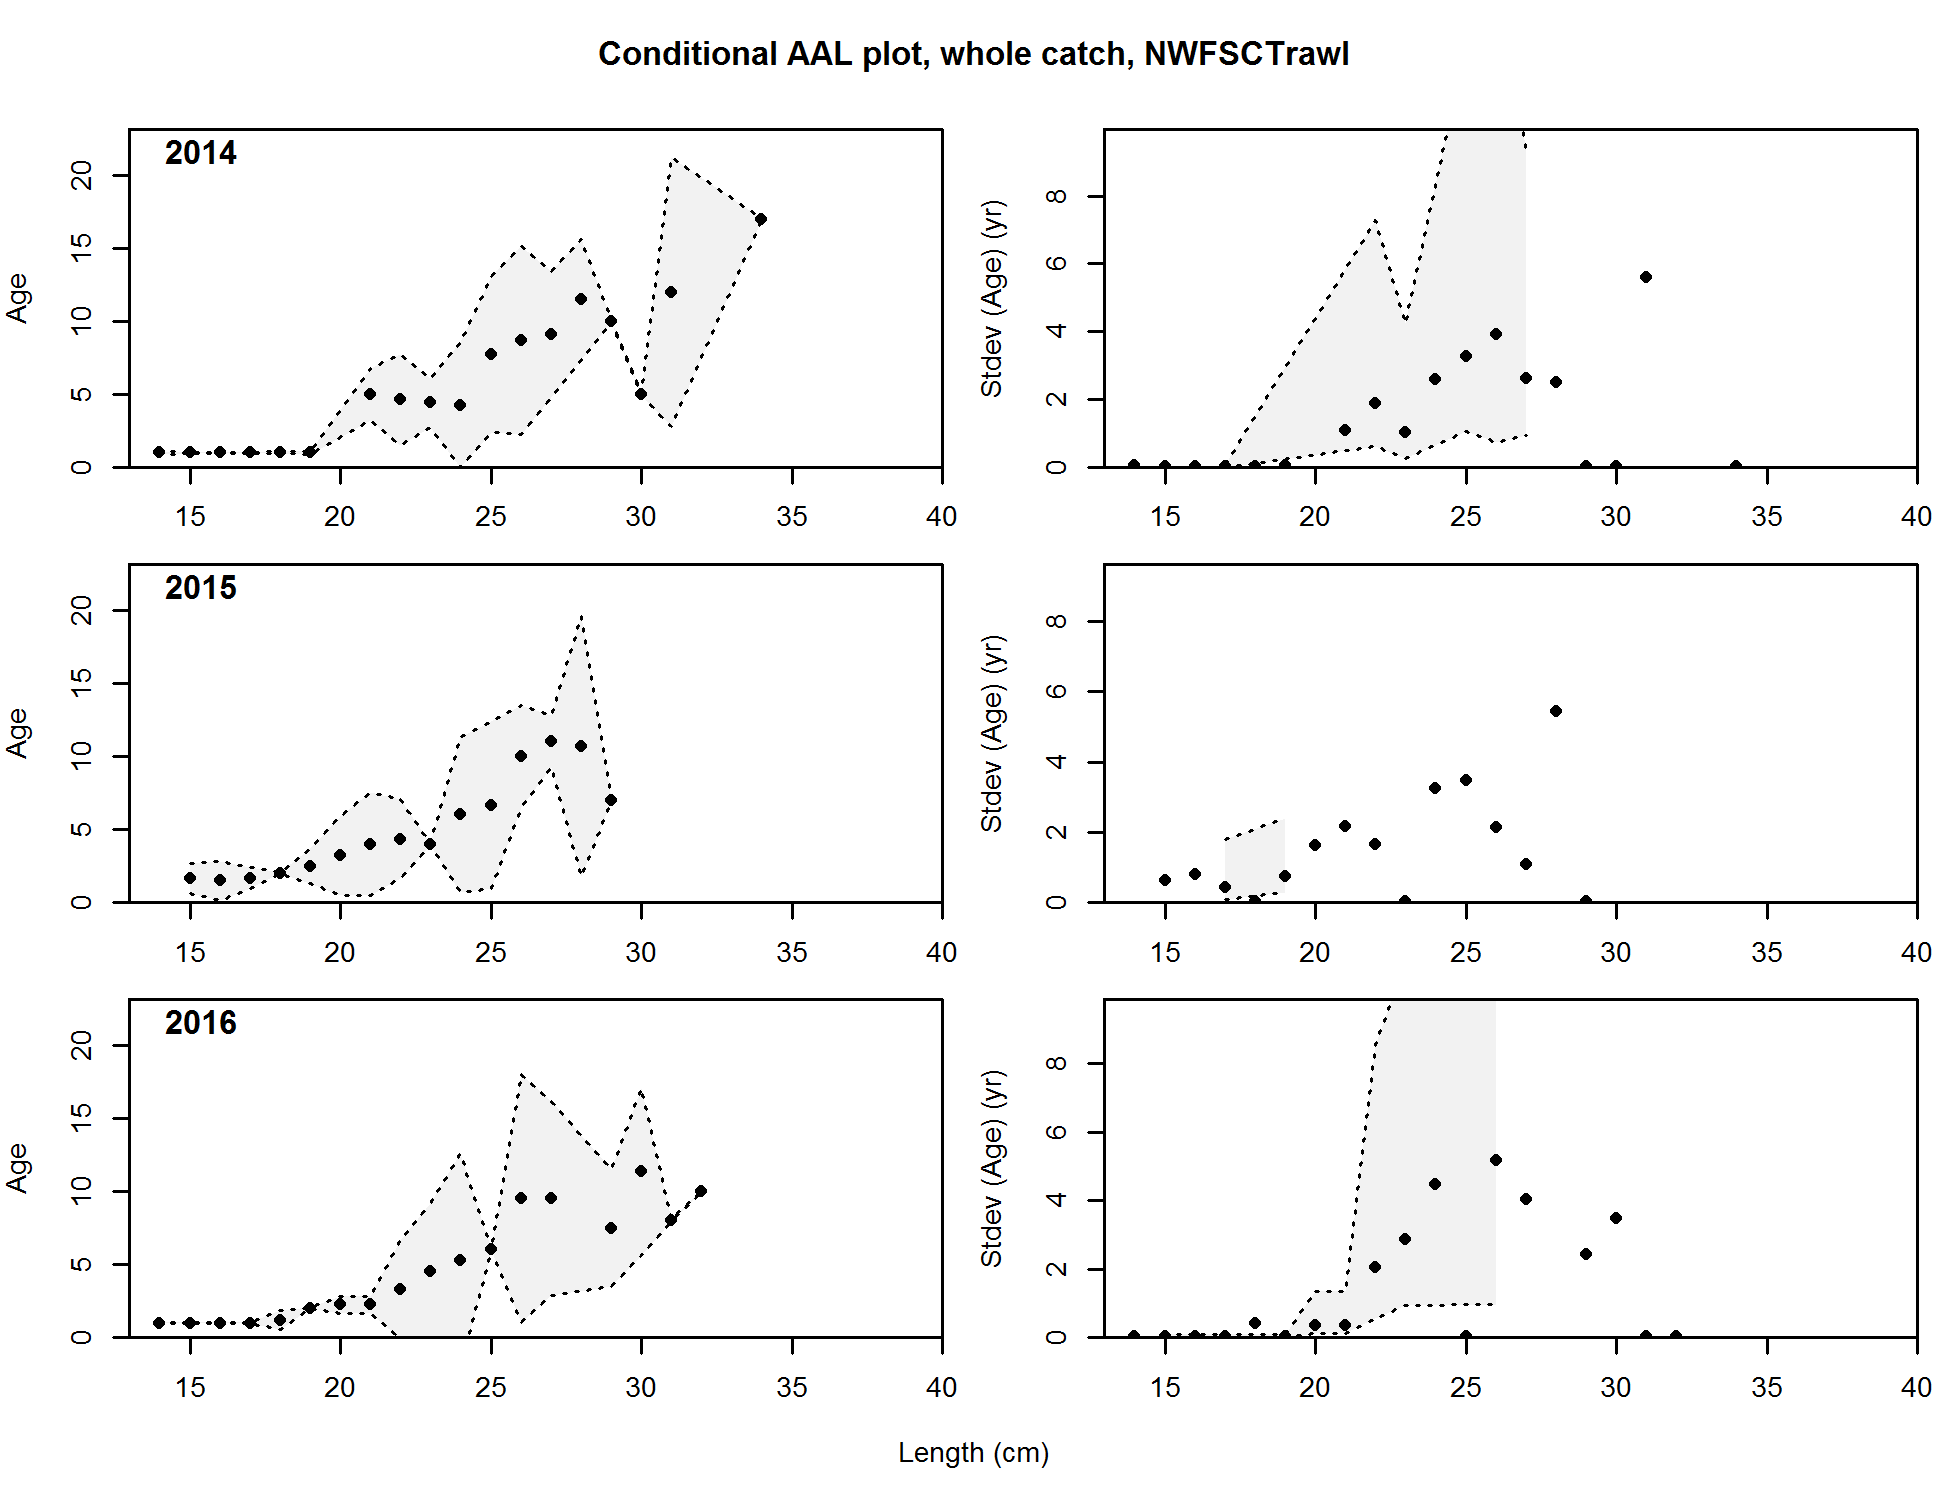 Conditional AAL plot, whole catch, NWFSCTrawl
2014
Age
0 5 10 15 20
15 20 25 30 35 40
Stdev (Age) (yr)
0 2 4 6 8
15 20 25 30 35 40
2015
Age
0 5 10 15 20
15 20 25 30 35 40
Stdev (Age) (yr)
0 2 4 6 8
15 20 25 30 35 40
2016
Age
0 5 10 15 20
15 20 25 30 35 40
Stdev (Age) (yr)
0 2 4 6 8
15 20 25 30 35 40
Length (cm)